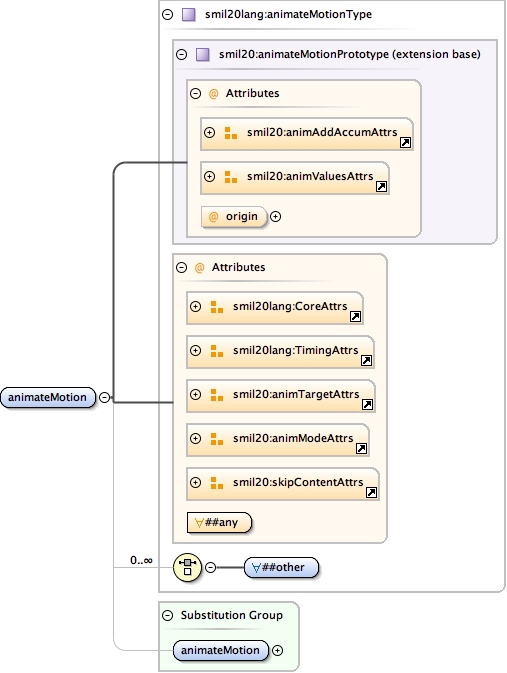 smil20lang:animateMotionType
smil20:animateMotionPrototype (extension base)
@ Attributes
smil20:animAddAccumAttrs
smil20:animValuesAttrs
@ origin
@ Attributes
smil20lang:CoreAttrs
smil20lang:TimingAttrs
smil20:animTargetAttrs
animateMotion
smil20:animModeAttrs
smil20:skipContentAttrs
∀##any
0..∞
∀##other
Substitution Group
animateMotion